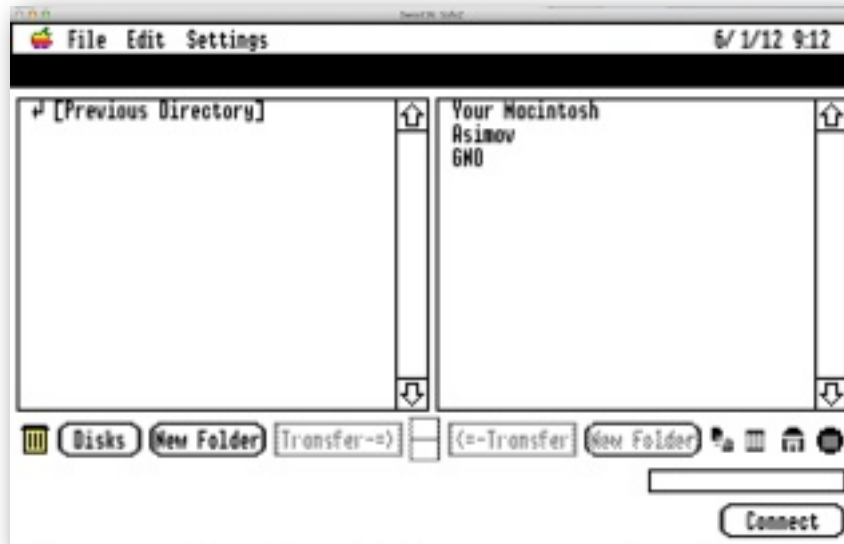 File Edit Settings 6/ 1/12 9:12
[Previous Directory]
Your Macintosh
Asimov
GNO
Disks New Folder Transfer-=> <=-Transfer New Folder
Connect